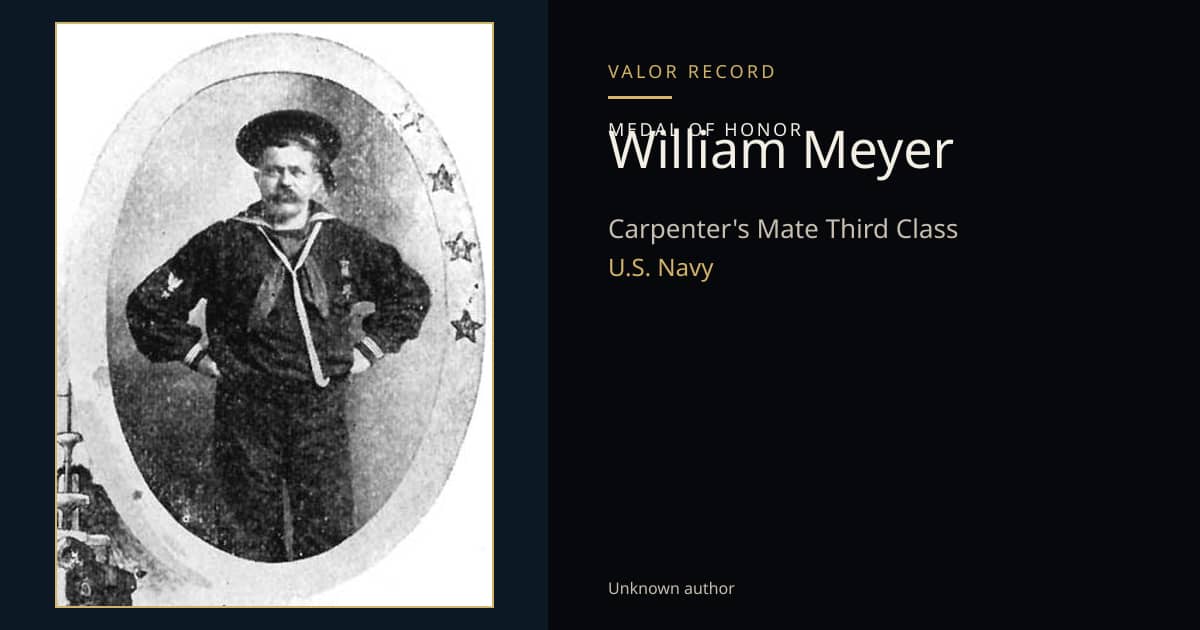 VALOR RECORD
MEDAL OF HONOR
William Meyer
Carpenter's Mate Third Class
U.S. Navy
Unknown author